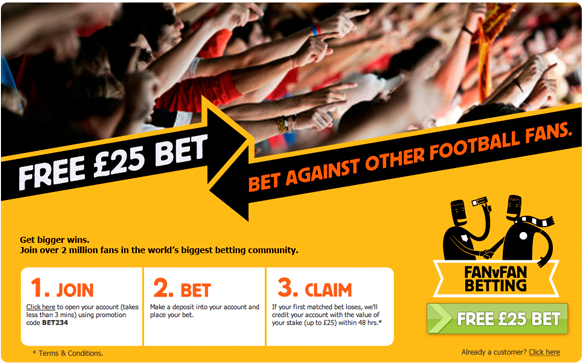 FREE £25 BET
BET AGAINST OTHER FOOTBALL FANS.
Get bigger wins.
Join over 2 million fans in the world's biggest betting community.
1. JOIN
Click here to open your account (takes
less than 3 mins) using promotion
code BET234
2. BET
Make a deposit into your account and
place your bet.
3. CLAIM
If your first matched bet loses, we'll
credit your account with the value of
your stake (up to £25) within 48 hrs.*
FANvFAN
BETTING
FREE £25 BET
* Terms & Conditions.
Already a customer? Click here